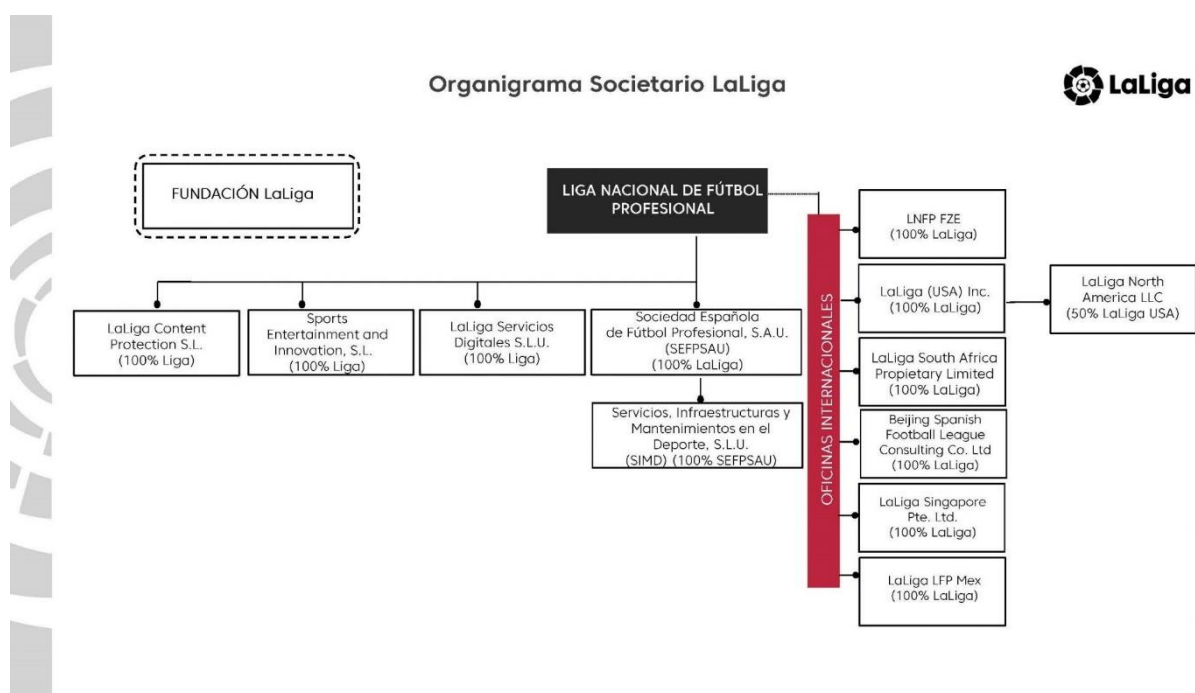 Organigrama Societario LaLiga
LaLiga
FUNDACIÓN LaLiga
LIGA NACIONAL DE FÚTBOL
PROFESIONAL
LaLiga Content
Protection S.L.
(100% Liga)
Sports
Entertainment and
Innovation, S.L.
(100% Liga)
LaLiga Servicios
Digitales S.L.U.
(100% Liga)
Sociedad Española
de Fútbol Profesional, S.A.U.
(SEFPSAU)
(100% LaLiga)
Servicios, Infraestructuras y
Mantenimientos en el
Deporte, S.L.U.
(SIMD) (100% SEFPSAU)
OFICINAS INTERNACIONALES
LNFP FZE
(100% LaLiga)
LaLiga (USA) Inc.
(100% LaLiga)
LaLiga North
America LLC
(50% LaLiga USA)
LaLiga South Africa
Propietary Limited
(100% LaLiga)
Beijing Spanish
Football League
Consulting Co. Ltd
(100% LaLiga)
LaLiga Singapore
Pte. Ltd.
(100% LaLiga)
LaLiga LFP Mex
(100% LaLiga)